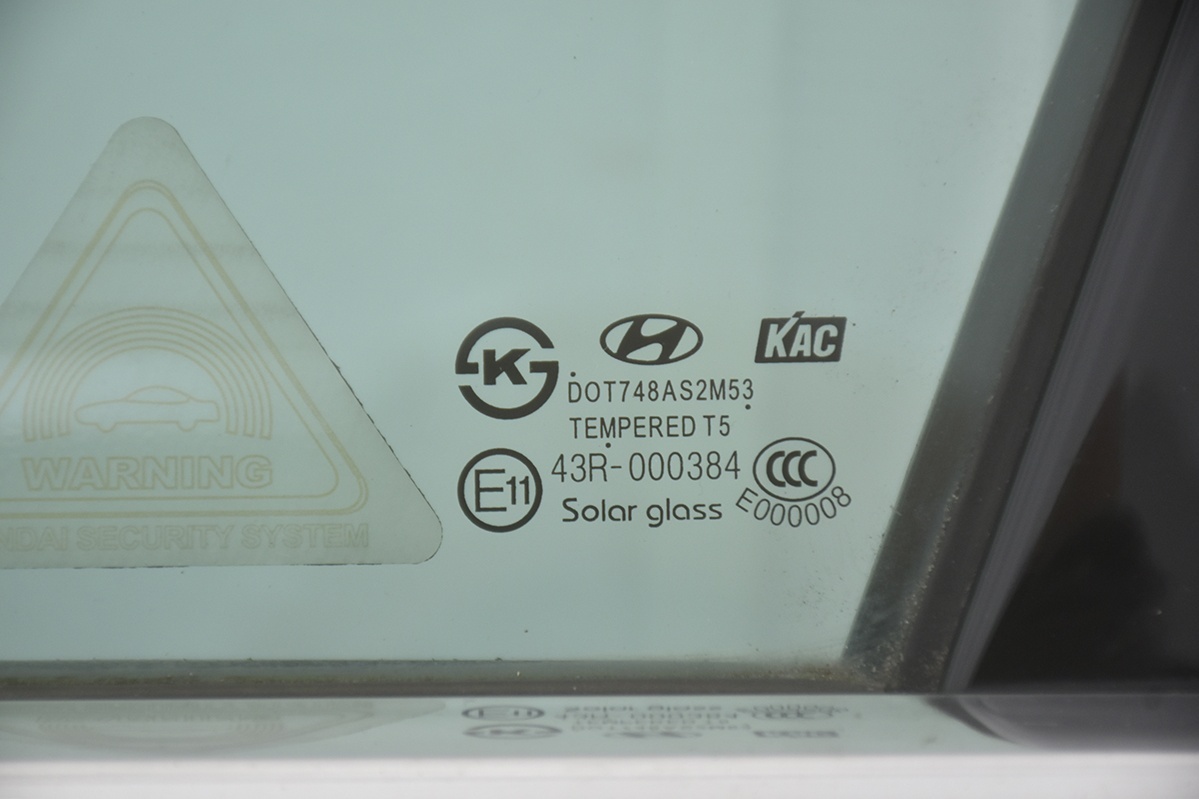 K
KAC
DOT748AS2M53
TEMPERED T5
E11
43R-000384
CCC
Solar glass
E000008
WARNING
NDAI SECURITY SYSTEM